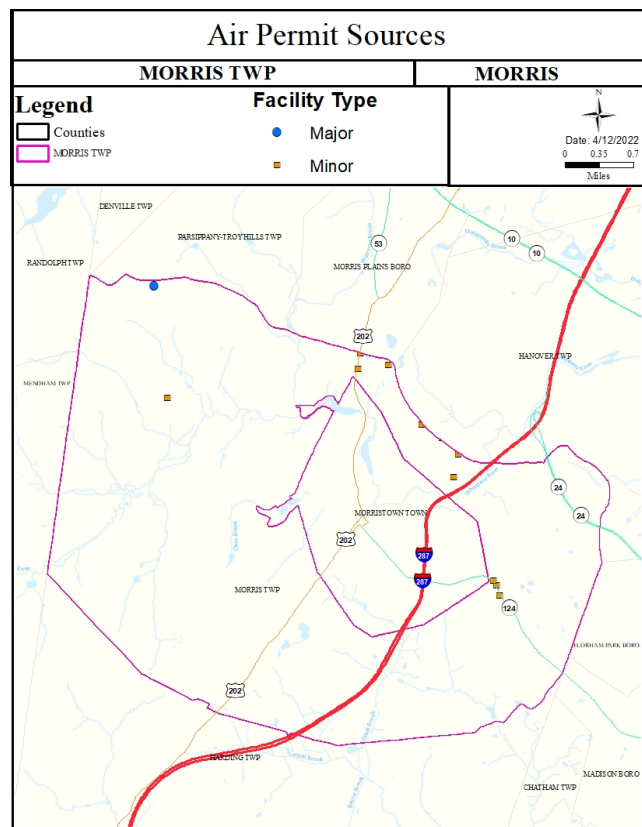 Air Permit Sources
MORRIS TWP
MORRIS
Legend
Counties
MORRIS TWP
Facility Type
Major
Minor
N
Date: 4/12/2022
0 0.35 0.7
Miles
DENVILLE TWP
PARSIPPANY-TROY HILLS TWP
53
10
10
RANDOLPH TWP
MORRIS PLAINS BORO
202
HANOVER TWP
MENDHAM TWP
Whippany River
24
MORRISTOWN TOWN
24
202
287
287
MORRIS TWP
124
River
FLORHAM PARK BORO
202
HARDING TWP
MADISON BORO
CHATHAM TWP